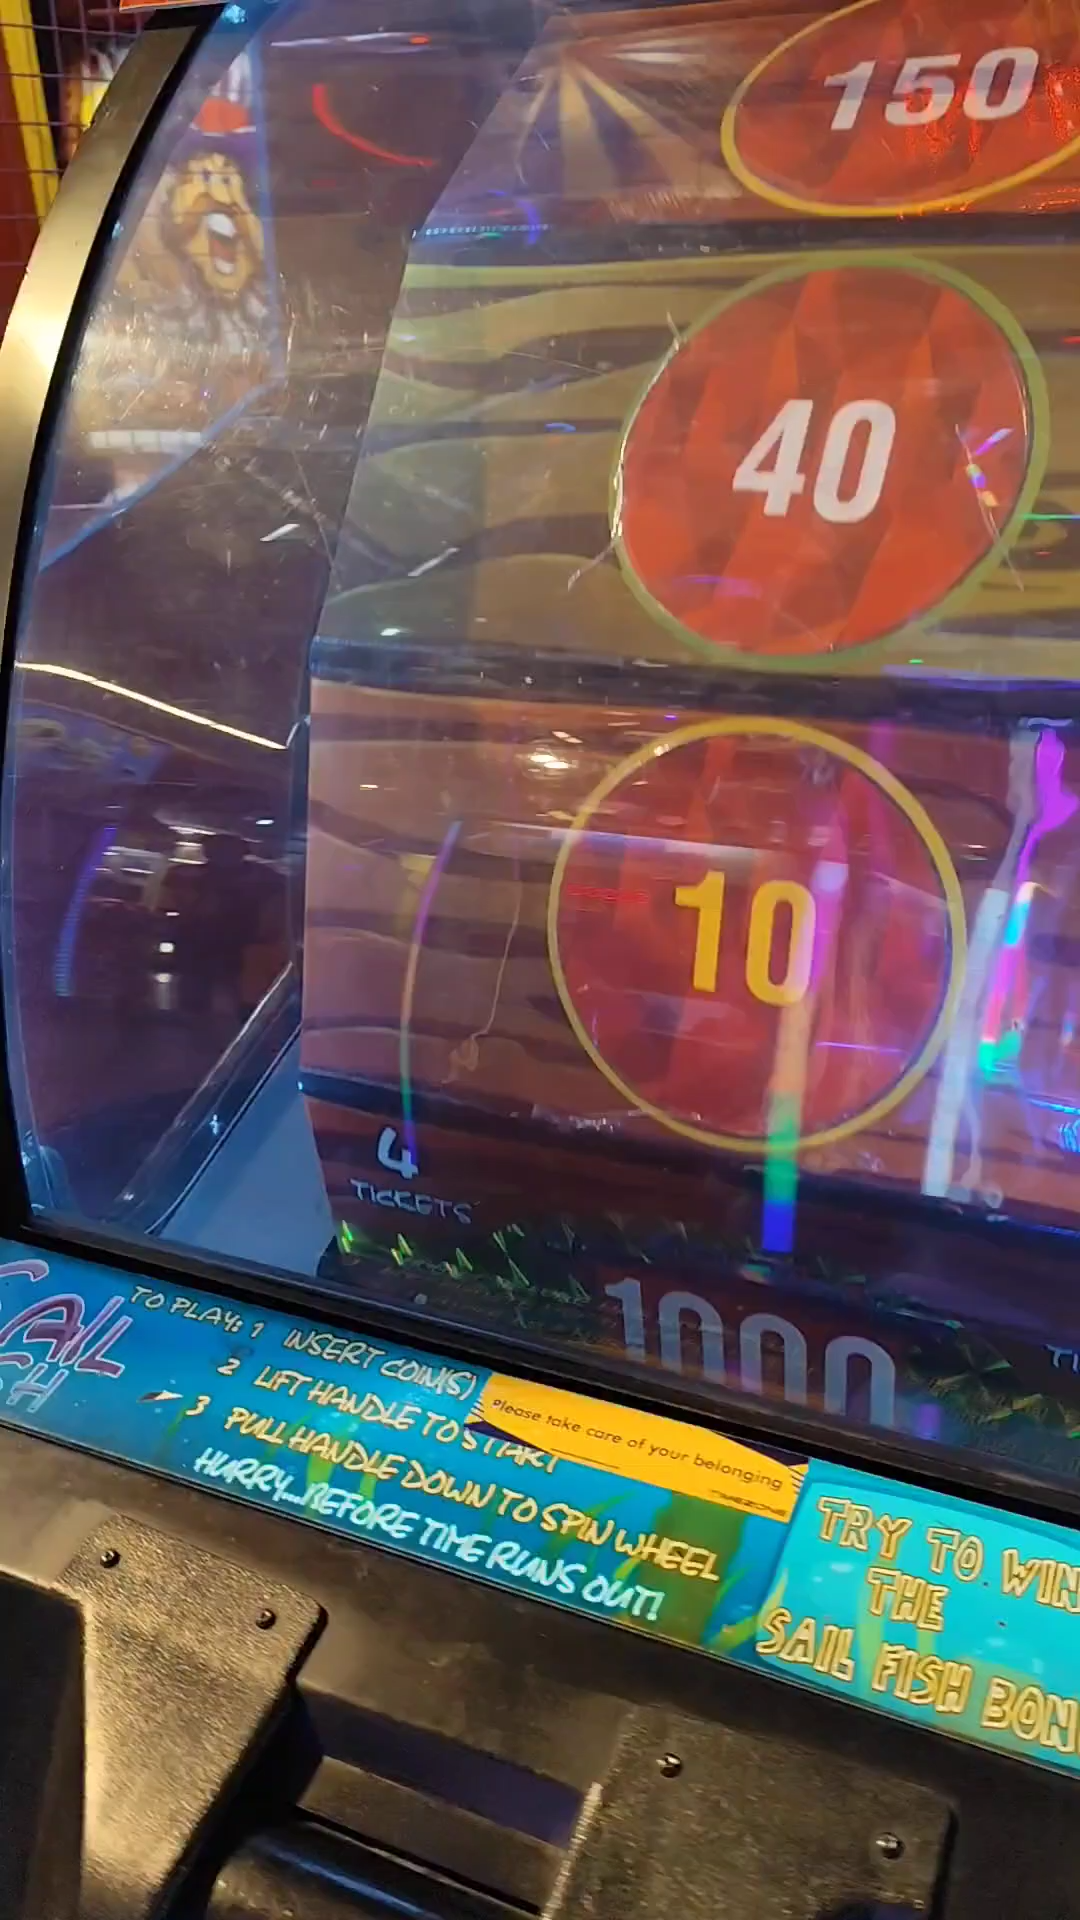 150
40
10
4
TICKETS
1000
TO PLAY: 1 INSERT COIN(S)
2 LIFT HANDLE TO START
3 PULL HANDLE DOWN TO SPIN WHEEL
HURRY...BEFORE TIME RUNS OUT!
Please take care of your belonging
TIMEZONE
TRY TO WIN
THE
SAIL FISH BON